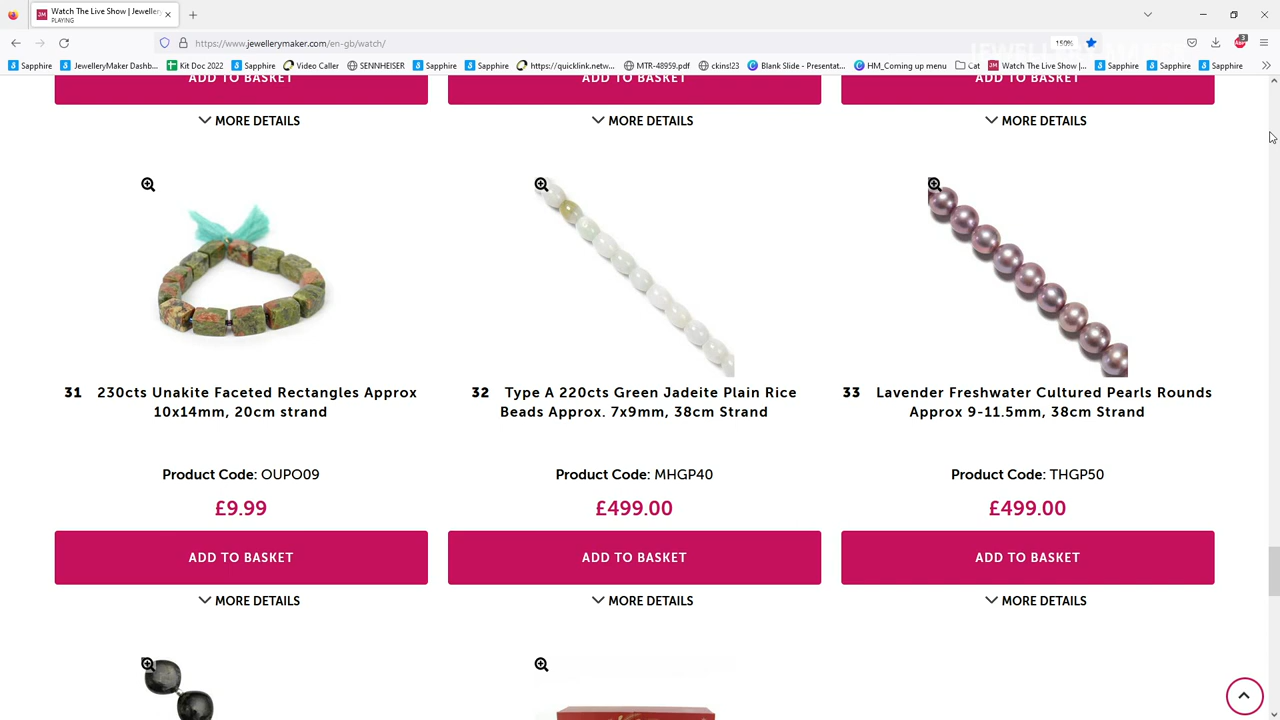 Watch The Live Show | Jeweller
PLAYING
https://www.jewellerymaker.com/en-gb/watch/
150%
Sapphire
JewelleryMaker Dashb...
Kit Doc 2022
Sapphire
Video Caller
SENNHEISER
Sapphire
Sapphire
https://quicklink.netw...
MTR-48959.pdf
ckins!23
Blank Slide - Presentat...
HM_Coming up menu
Cat
Watch The Live Show |...
Sapphire
Sapphire
Sapphire
ADD TO BASKET
ADD TO BASKET
ADD TO BASKET
MORE DETAILS
MORE DETAILS
MORE DETAILS
31 230cts Unakite Faceted Rectangles Approx
10x14mm, 20cm strand
Product Code: OUPO09
£9.99
ADD TO BASKET
MORE DETAILS
32 Type A 220cts Green Jadeite Plain Rice
Beads Approx. 7x9mm, 38cm Strand
Product Code: MHGP40
£499.00
ADD TO BASKET
MORE DETAILS
33 Lavender Freshwater Cultured Pearls Rounds
Approx 9-11.5mm, 38cm Strand
Product Code: THGP50
£499.00
ADD TO BASKET
MORE DETAILS